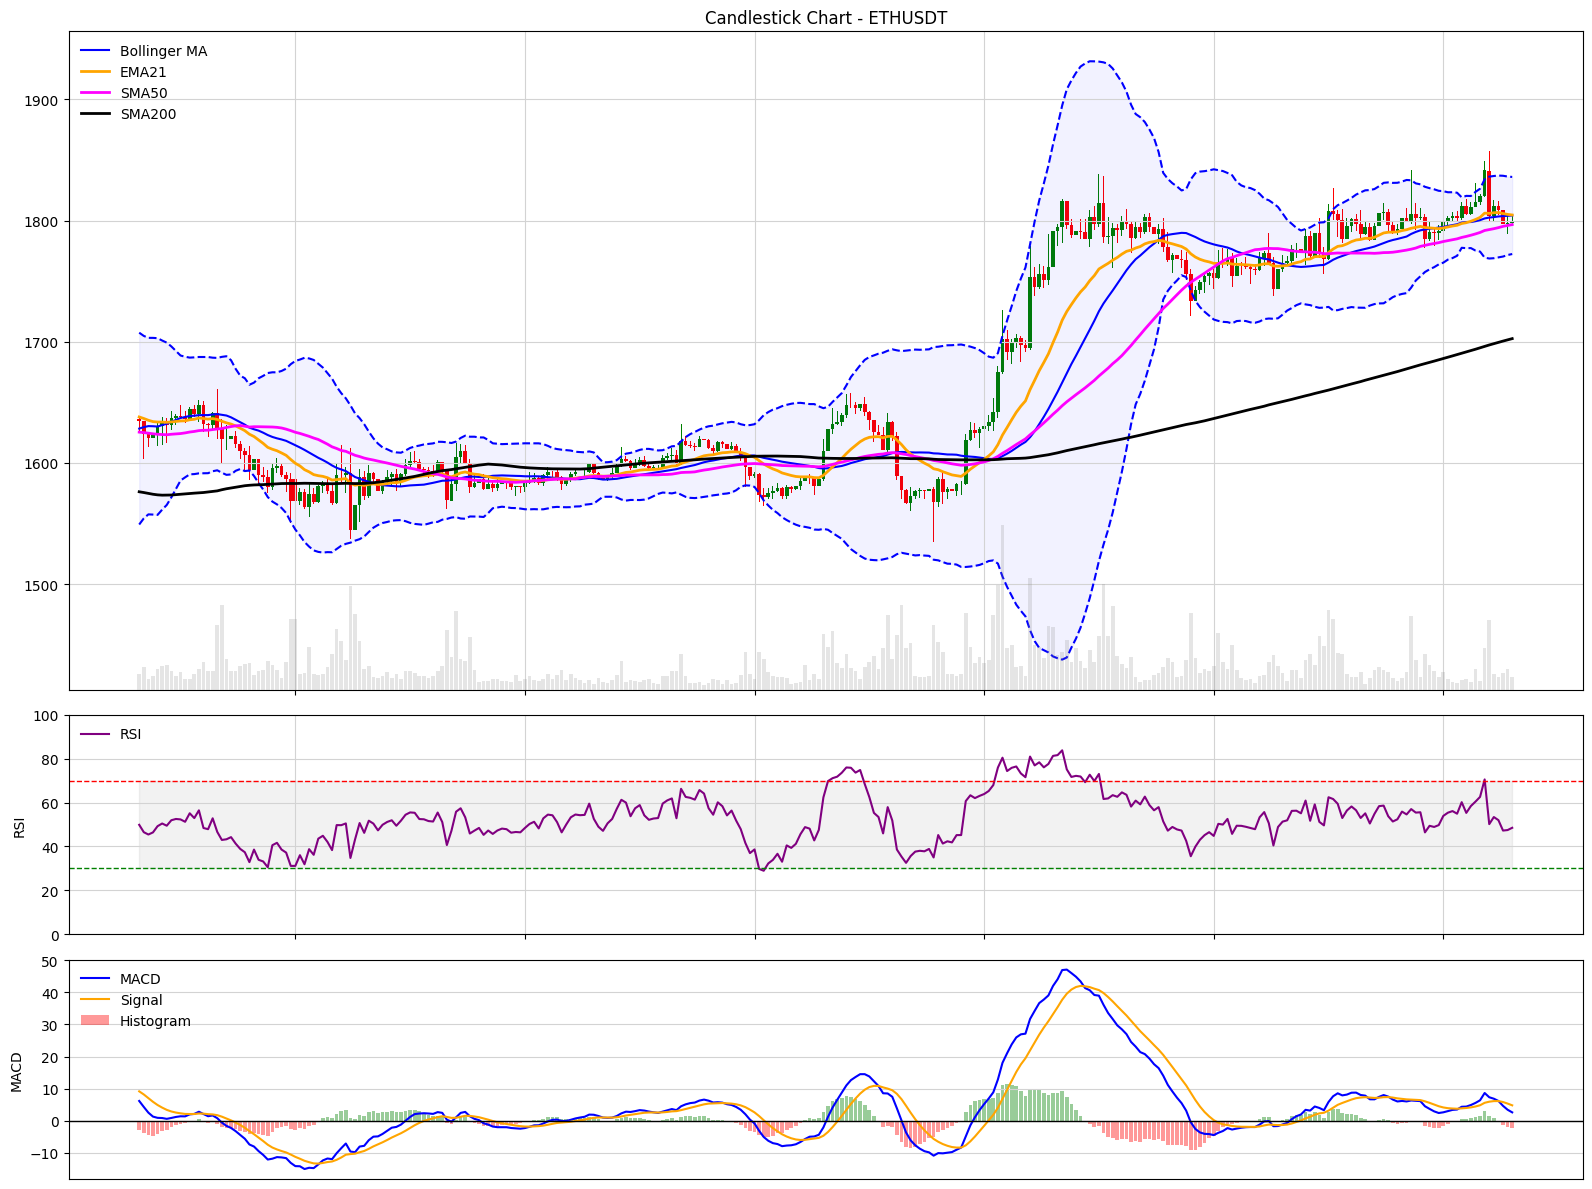 Candlestick Chart - ETHUSDT
Bollinger MA
EMA21
SMA50
SMA200
1900
1800
1700
1600
1500
RSI
100
80
60
40
20
0
RSI
MACD
Signal
Histogram
50
40
30
20
10
0
−10
MACD